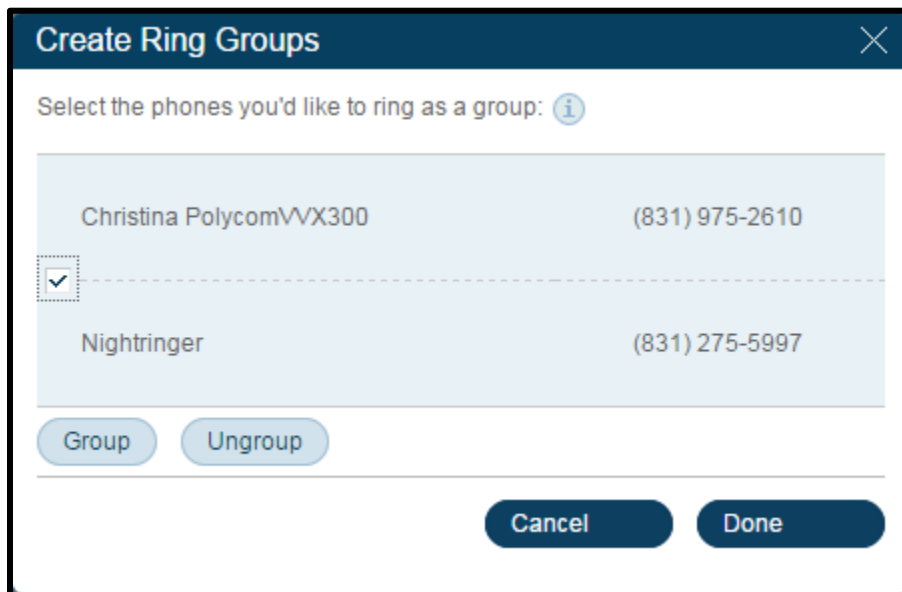 Create Ring Groups
Select the phones you'd like to ring as a group: i
Christina PolycomVVX300 (831) 975-2610
Nightringer (831) 275-5997
Group Ungroup
Cancel Done